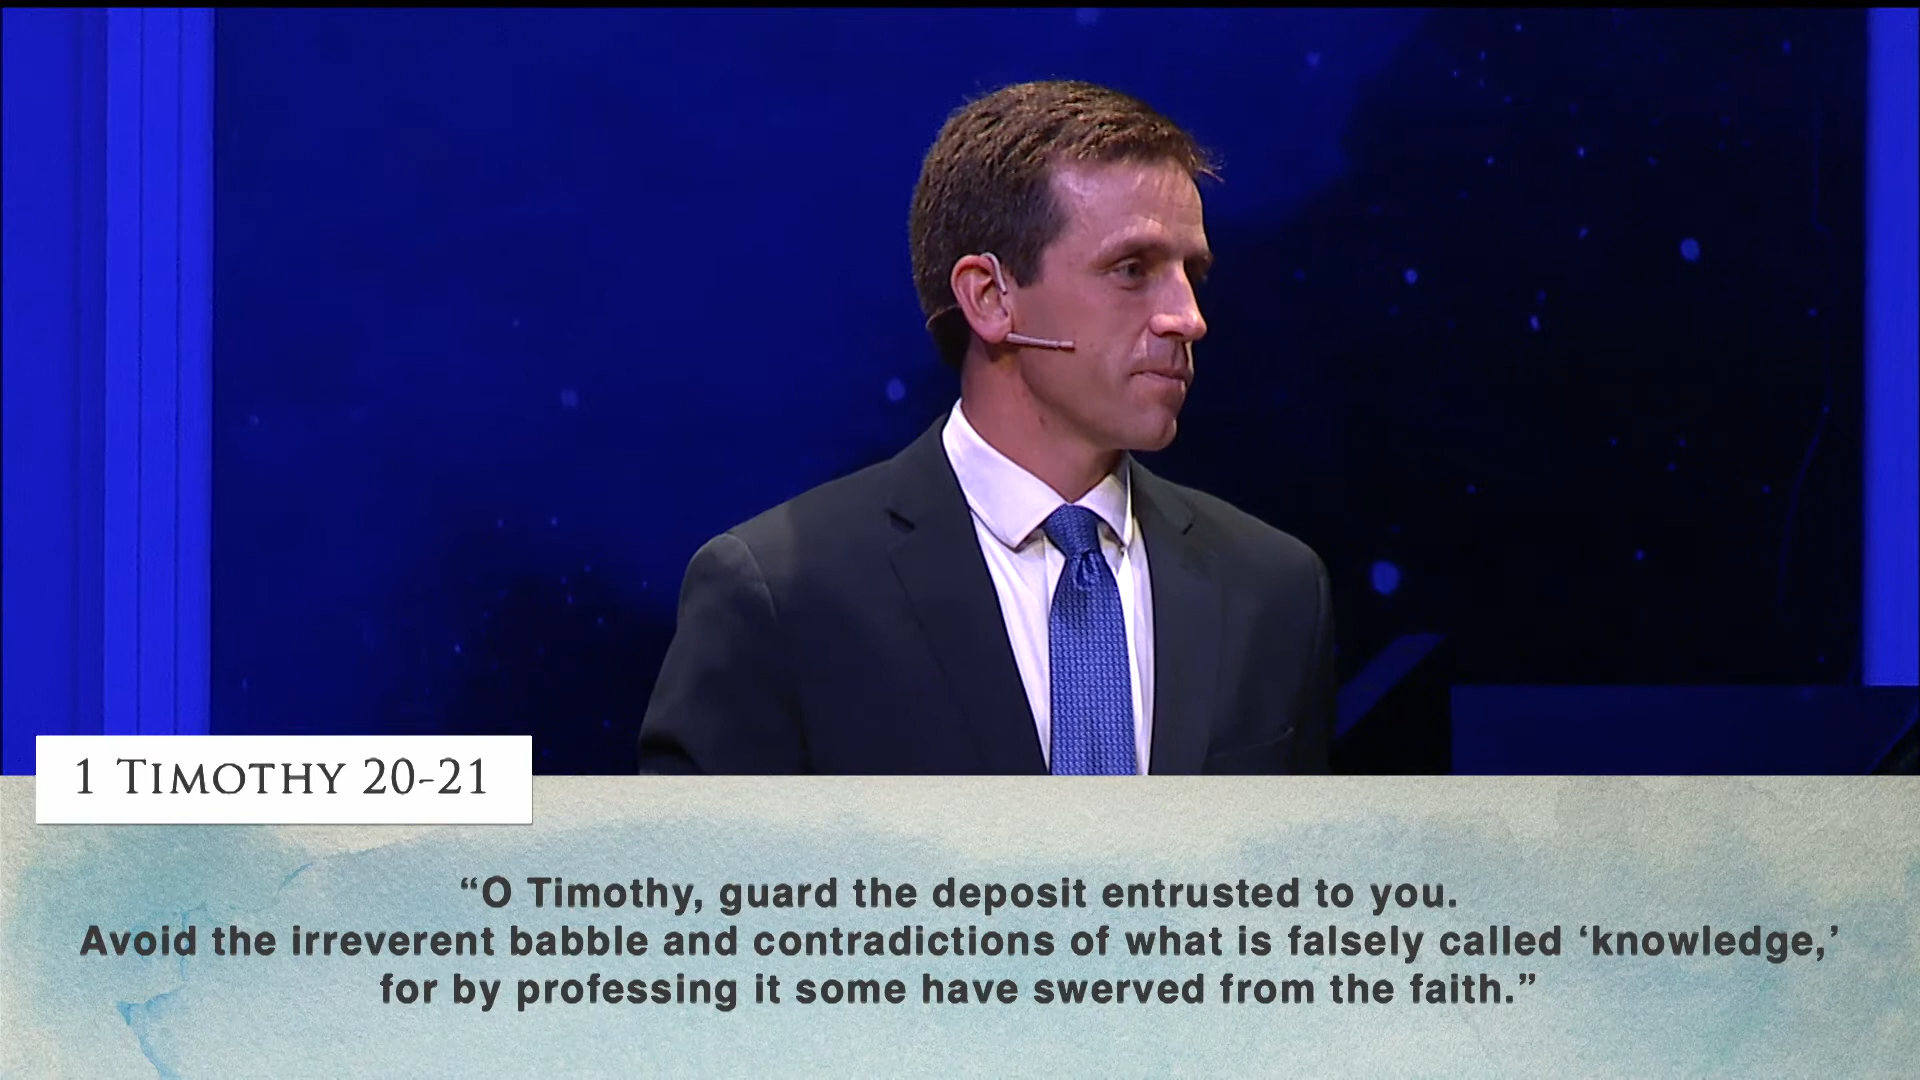 1 TIMOTHY 20-21
“O Timothy, guard the deposit entrusted to you.
Avoid the irreverent babble and contradictions of what is falsely called ‘knowledge,’
for by professing it some have swerved from the faith.”